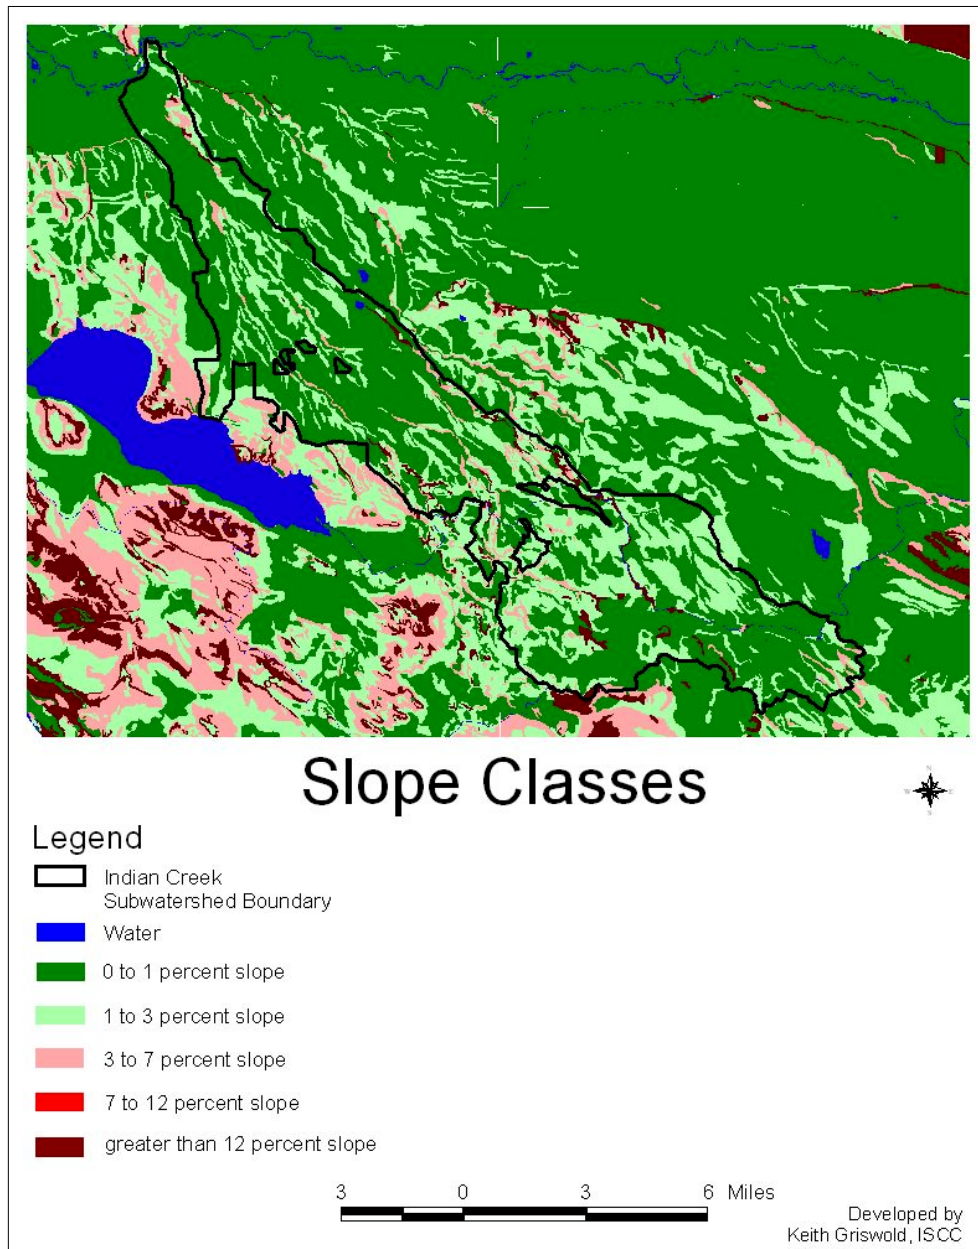 Slope Classes
N
Legend
Indian Creek
Subwatershed Boundary
Water
0 to 1 percent slope
1 to 3 percent slope
3 to 7 percent slope
7 to 12 percent slope
greater than 12 percent slope
3 0 3 6 Miles
Developed by
Keith Griswold, ISCC